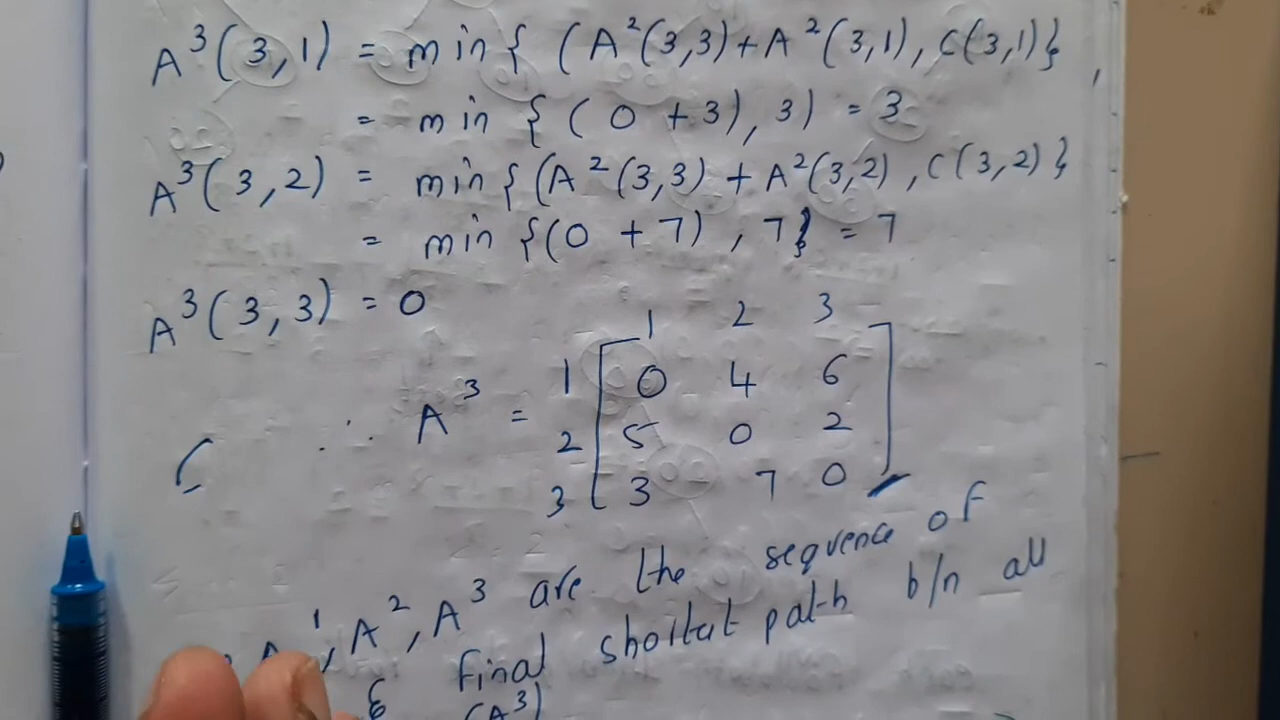 A³(3,1) = min{ (A²(3,3)+A²(3,1), C(3,1)}
= min { ( 0 +3), 3) = 3
A³(3,2) = min{(A²(3,3) + A²(3,2), C(3,2)}
= min {(0 +7), 7} = 7
A³(3,3) = 0
1 2 3
1 0 4 6
∴ A³ =
2 5 0 2
3 3 7 0
A², A³ are the sequence of
& final shortest path b/n all
(A³)